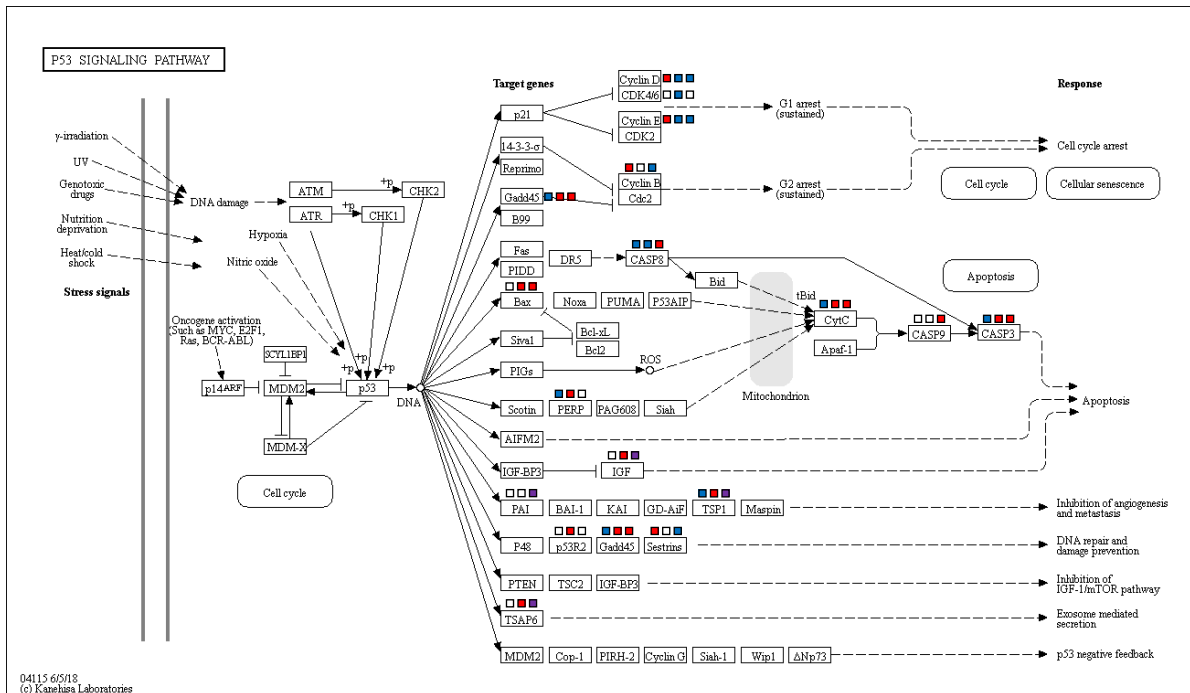 P53 SIGNALING PATHWAY
Target genes
Response
Cyclin D
CDK4/6
p21
Cyclin E
CDK2
G1 arrest
(sustained)
Cell cycle arrest
γ-irradiation
UV
Genotoxic
drugs
Nutrition
deprivation
Heat/cold
shock
Stress signals
DNA damage
ATM
+p
CHK2
ATR
+p
CHK1
Hypoxia
Nitric oxide
14-3-3-σ
Reprimo
Gadd45
B99
Cyclin B
Cdc2
G2 arrest
(sustained)
Cell cycle
Cellular senescence
Fas
PIDD
DR5
CASP8
Bid
tBid
Apoptosis
Bax
Noxa
PUMA
P53AIP
CytC
CASP9
CASP3
Siva1
Bcl-xL
Bcl2
Apaf-1
PIGs
ROS
Mitochondrion
Oncogene activation
(Such as MYC, E2F1,
Ras, BCR-ABL)
SCYL1BP1
+p
+p
+p
p14ARF
MDM2
p53
DNA
MDM-X
Cell cycle
Scotin
PERP
PAG608
Siah
Apoptosis
AIFM2
IGF-BP3
IGF
PAI
BAI-1
KAI
GD-AiF
TSP1
Maspin
Inhibition of angiogenesis
and metastasis
P48
p53R2
Gadd45
Sestrins
DNA repair and
damage prevention
PTEN
TSC2
IGF-BP3
Inhibition of
IGF-1/mTOR pathway
TSAP6
Exosome mediated
secretion
MDM2
Cop-1
PIRH-2
Cyclin G
Siah-1
Wip1
ΔNp73
p53 negative feedback
04115 6/5/18
(c) Kanehisa Laboratories